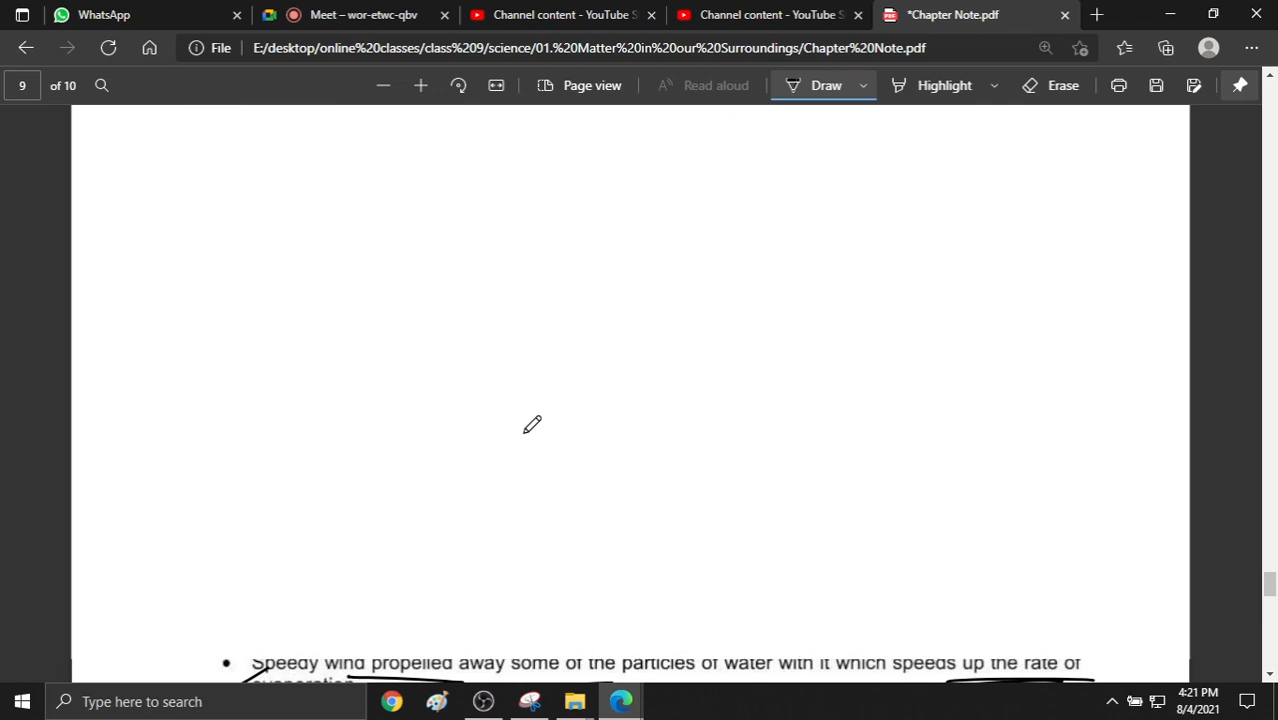 WhatsApp
Meet – wor-etwc-qbv
Channel content - YouTube S
Channel content - YouTube S
*Chapter Note.pdf
File
E:/desktop/online%20classes/class%209/science/01.%20Matter%20in%20our%20Surroundings/Chapter%20Note.pdf
9 of 10
Page view
Read aloud
Draw
Highlight
Erase
• Speedy wind propelled away some of the particles of water with it which speeds up the rate of
evaporation
Type here to search
4:21 PM
8/4/2021